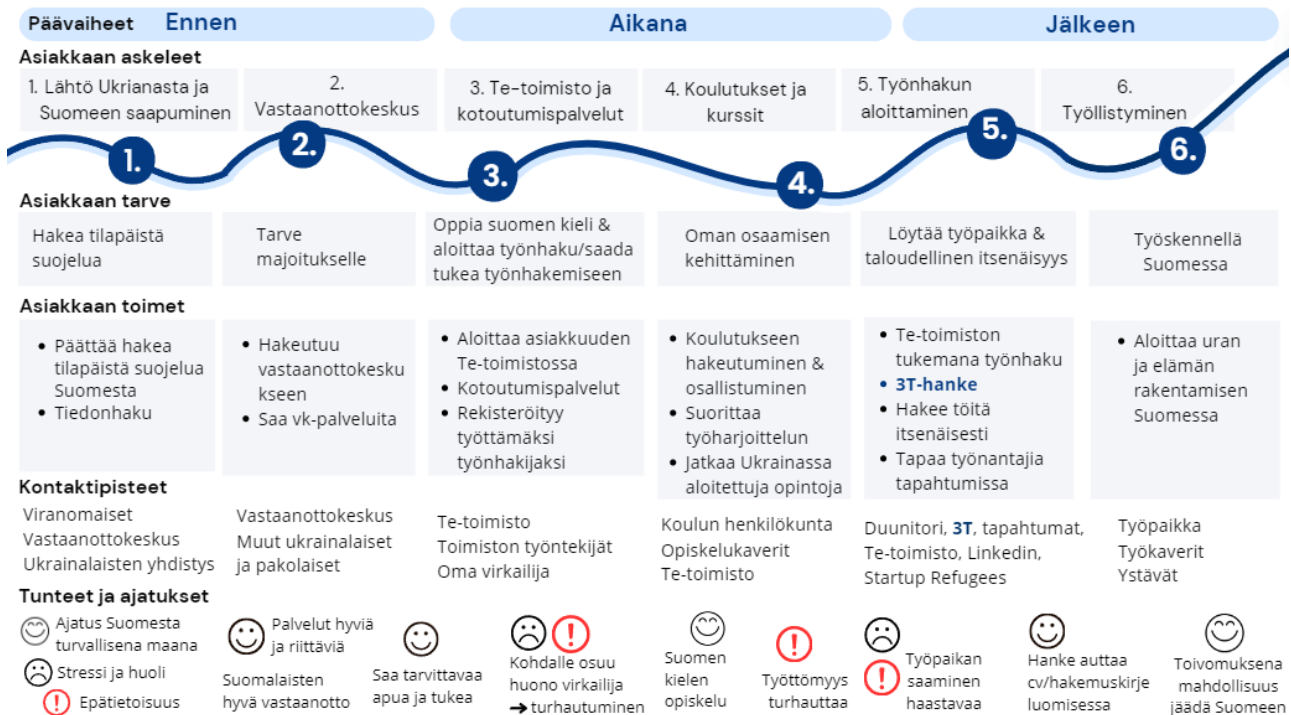 Päävaiheet
Ennen
Aikana
Jälkeen
Asiakkaan askeleet
1. Lähtö Ukrianasta ja
Suomeen saapuminen
2.
Vastaanottokeskus
3. Te-toimisto ja
kotoutumispalvelut
4. Koulutukset ja
kurssit
5. Työnhakun
aloittaminen
6.
Työllistyminen
1.
2.
3.
4.
5.
6.
Asiakkaan tarve
Hakea tilapäistä
suojelua
Tarve
majoitukselle
Oppia suomen kieli &
aloittaa työnhaku/saada
tukea työnhakemiseen
Oman osaamisen
kehittäminen
Löytää työpaikka &
taloudellinen itsenäisyys
Työskennellä
Suomessa
Asiakkaan toimet
• Päättää hakea
tilapäistä suojelua
Suomesta
• Tiedonhaku
• Hakeutuu
vastaanottokesku
kseen
• Saa vk-palveluita
• Aloittaa asiakkuuden
Te-toimistossa
• Kotoutumispalvelut
• Rekisteröityy
työttämäksi
työnhakijaksi
• Koulutukseen
hakeutuminen &
osallistuminen
• Suorittaa
työharjoittelun
• Jatkaa Ukrainassa
aloitettuja opintoja
• Te-toimiston
tukemana työnhaku
• 3T-hanke
• Hakee töitä
itsenäisesti
• Tapaa työnantajia
tapahtumissa
• Aloittaa uran
ja elämän
rakentamisen
Suomessa
Kontaktipisteet
Viranomaiset
Vastaanottokeskus
Ukrainalaisten yhdistys
Vastaanottokeskus
Muut ukrainalaiset
ja pakolaiset
Te-toimisto
Toimiston työntekijät
Oma virkailija
Koulun henkilökunta
Opiskelukaverit
Te-toimisto
Duunitori, 3T, tapahtumat,
Te-toimisto, Linkedin,
Startup Refugees
Työpaikka
Työkaverit
Ystävät
Tunteet ja ajatukset
Ajatus Suomesta
turvallisena maana
Stressi ja huoli
Epätietoisuus
Palvelut hyviä
ja riittäviä
Suomalaisten
hyvä vastaanotto
Saa tarvittavaa
apua ja tukea
Kohdalle osuu
huono virkailija
→ turhautuminen
Suomen
kielen
opiskelu
Työttömyys
turhauttaa
Työpaikan
saaminen
haastavaa
Hanke auttaa
cv/hakemuskirje
luomisessa
Toivomuksena
mahdollisuus
jäädä Suomeen